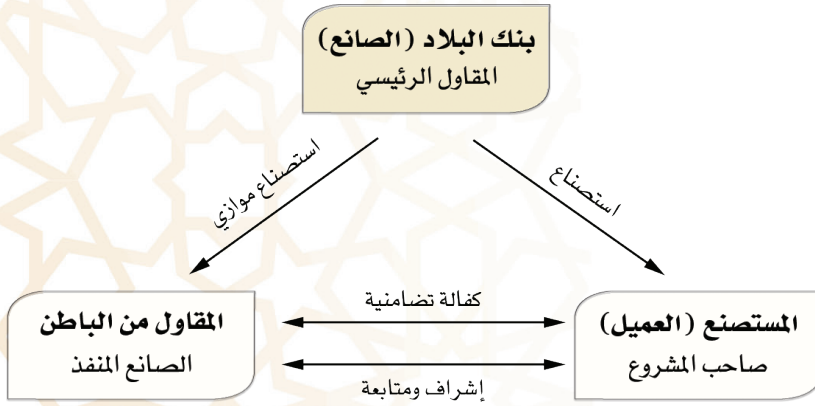 بنك البلاد (الصانع)
المقاول الرئيسي
استصناع
استصناع موازي
المستصنع (العميل)
صاحب المشروع
كفالة تضامنية
إشراف ومتابعة
المقاول من الباطن
الصانع المنفذ